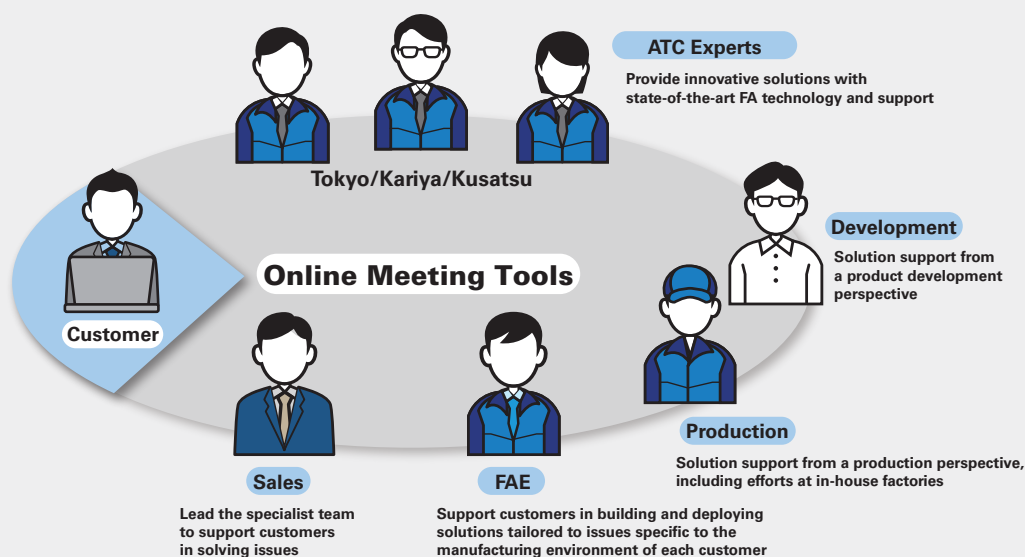 ATC Experts
Provide innovative solutions with
state-of-the-art FA technology and support
Tokyo/Kariya/Kusatsu
Development
Solution support from
a product development
perspective
Online Meeting Tools
Customer
Production
Solution support from a production perspective,
including efforts at in-house factories
Sales
Lead the specialist team
to support customers
in solving issues
FAE
Support customers in building and deploying
solutions tailored to issues specific to the
manufacturing environment of each customer